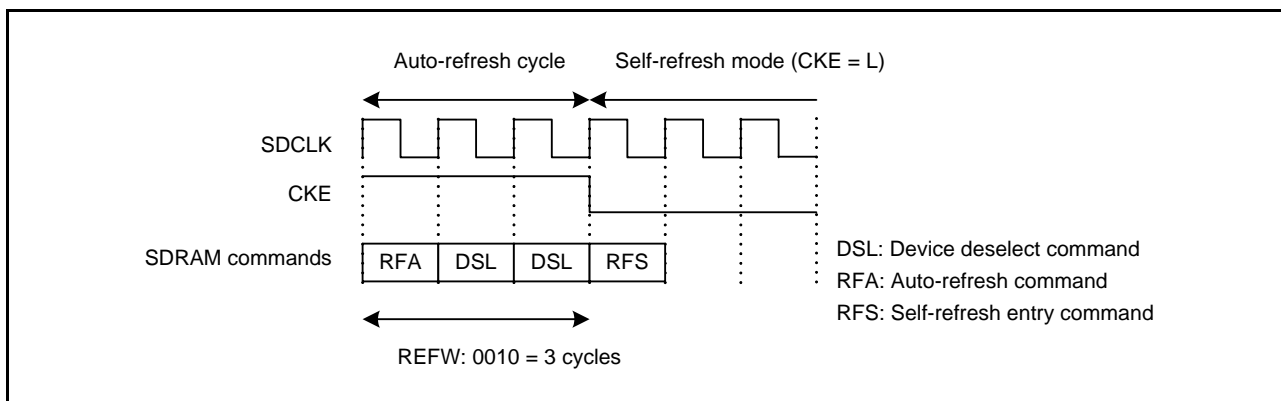 Auto-refresh cycle
Self-refresh mode (CKE = L)
SDCLK
CKE
SDRAM commands
RFA DSL DSL RFS
DSL: Device deselect command
RFA: Auto-refresh command
RFS: Self-refresh entry command
REFW: 0010 = 3 cycles